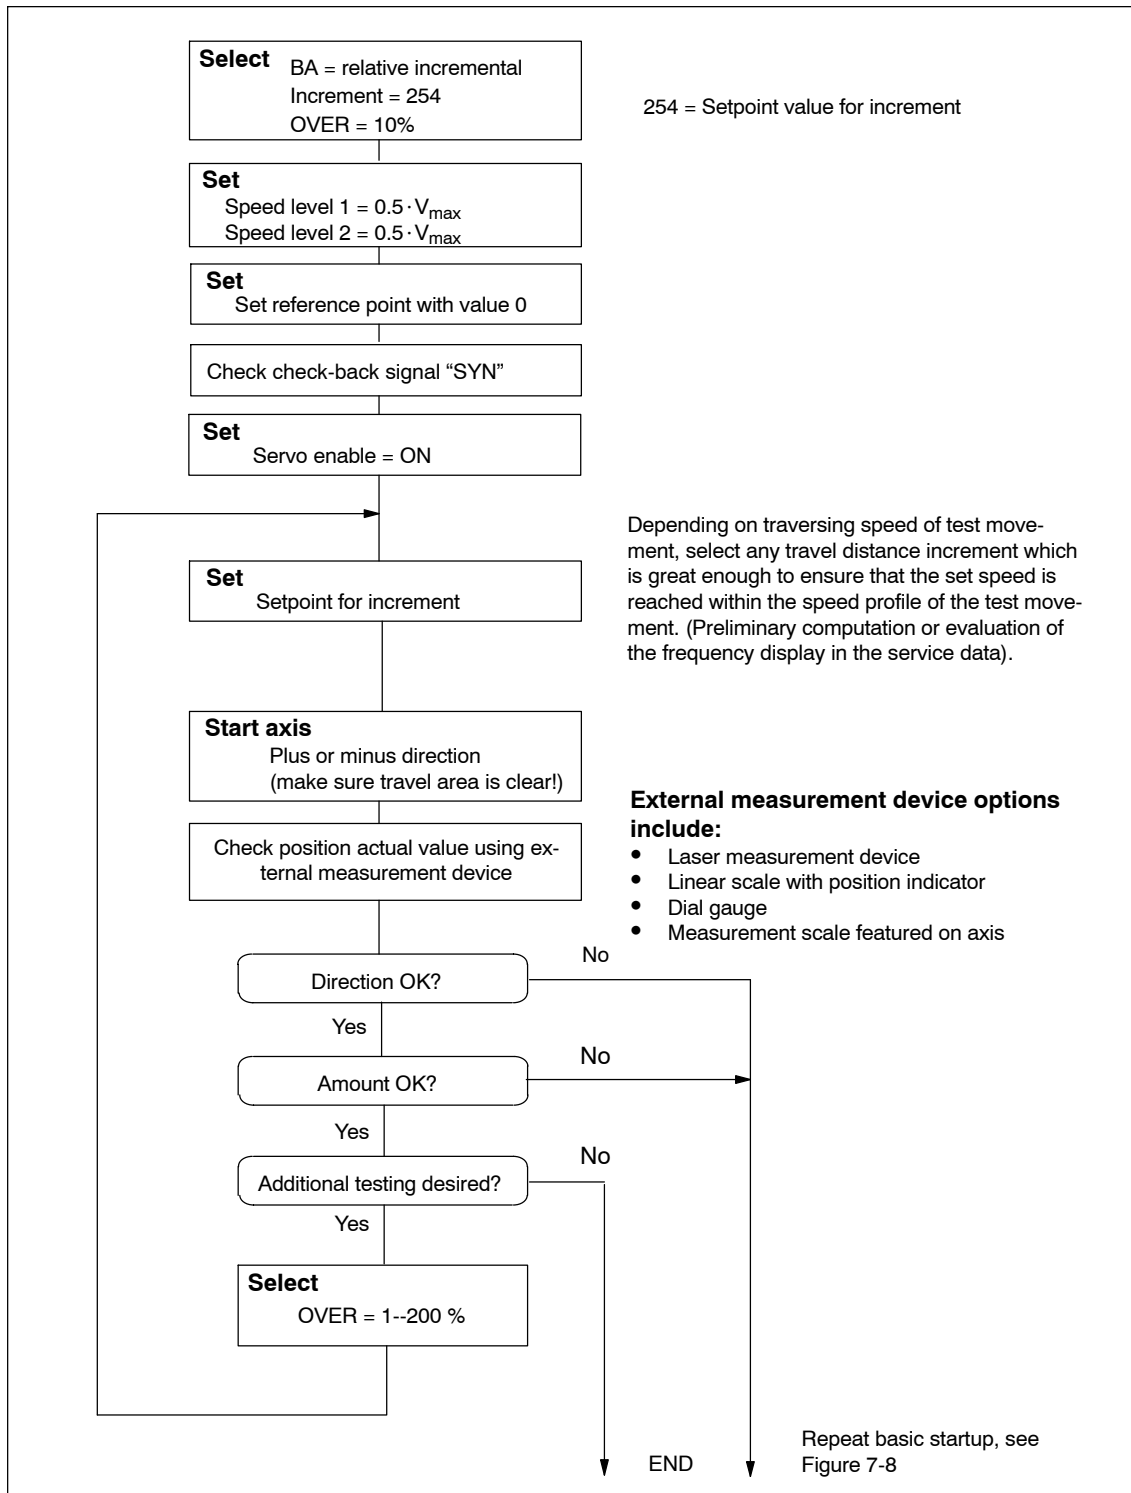 Select
BA = relative incremental
Increment = 254
OVER = 10%
254 = Setpoint value for increment
Set
Speed level 1 = 0.5 · Vmax
Speed level 2 = 0.5 · Vmax
Set
Set reference point with value 0
Check check-back signal “SYN”
Set
Servo enable = ON
Depending on traversing speed of test move-
ment, select any travel distance increment which
is great enough to ensure that the set speed is
reached within the speed profile of the test move-
ment. (Preliminary computation or evaluation of
the frequency display in the service data).
Set
Setpoint for increment
Start axis
Plus or minus direction
(make sure travel area is clear!)
External measurement device options
include:
• Laser measurement device
• Linear scale with position indicator
• Dial gauge
• Measurement scale featured on axis
Check position actual value using ex-
ternal measurement device
No
Direction OK?
Yes
No
Amount OK?
Yes
No
Additional testing desired?
Yes
Select
OVER = 1--200 %
END
Repeat basic startup, see
Figure 7-8